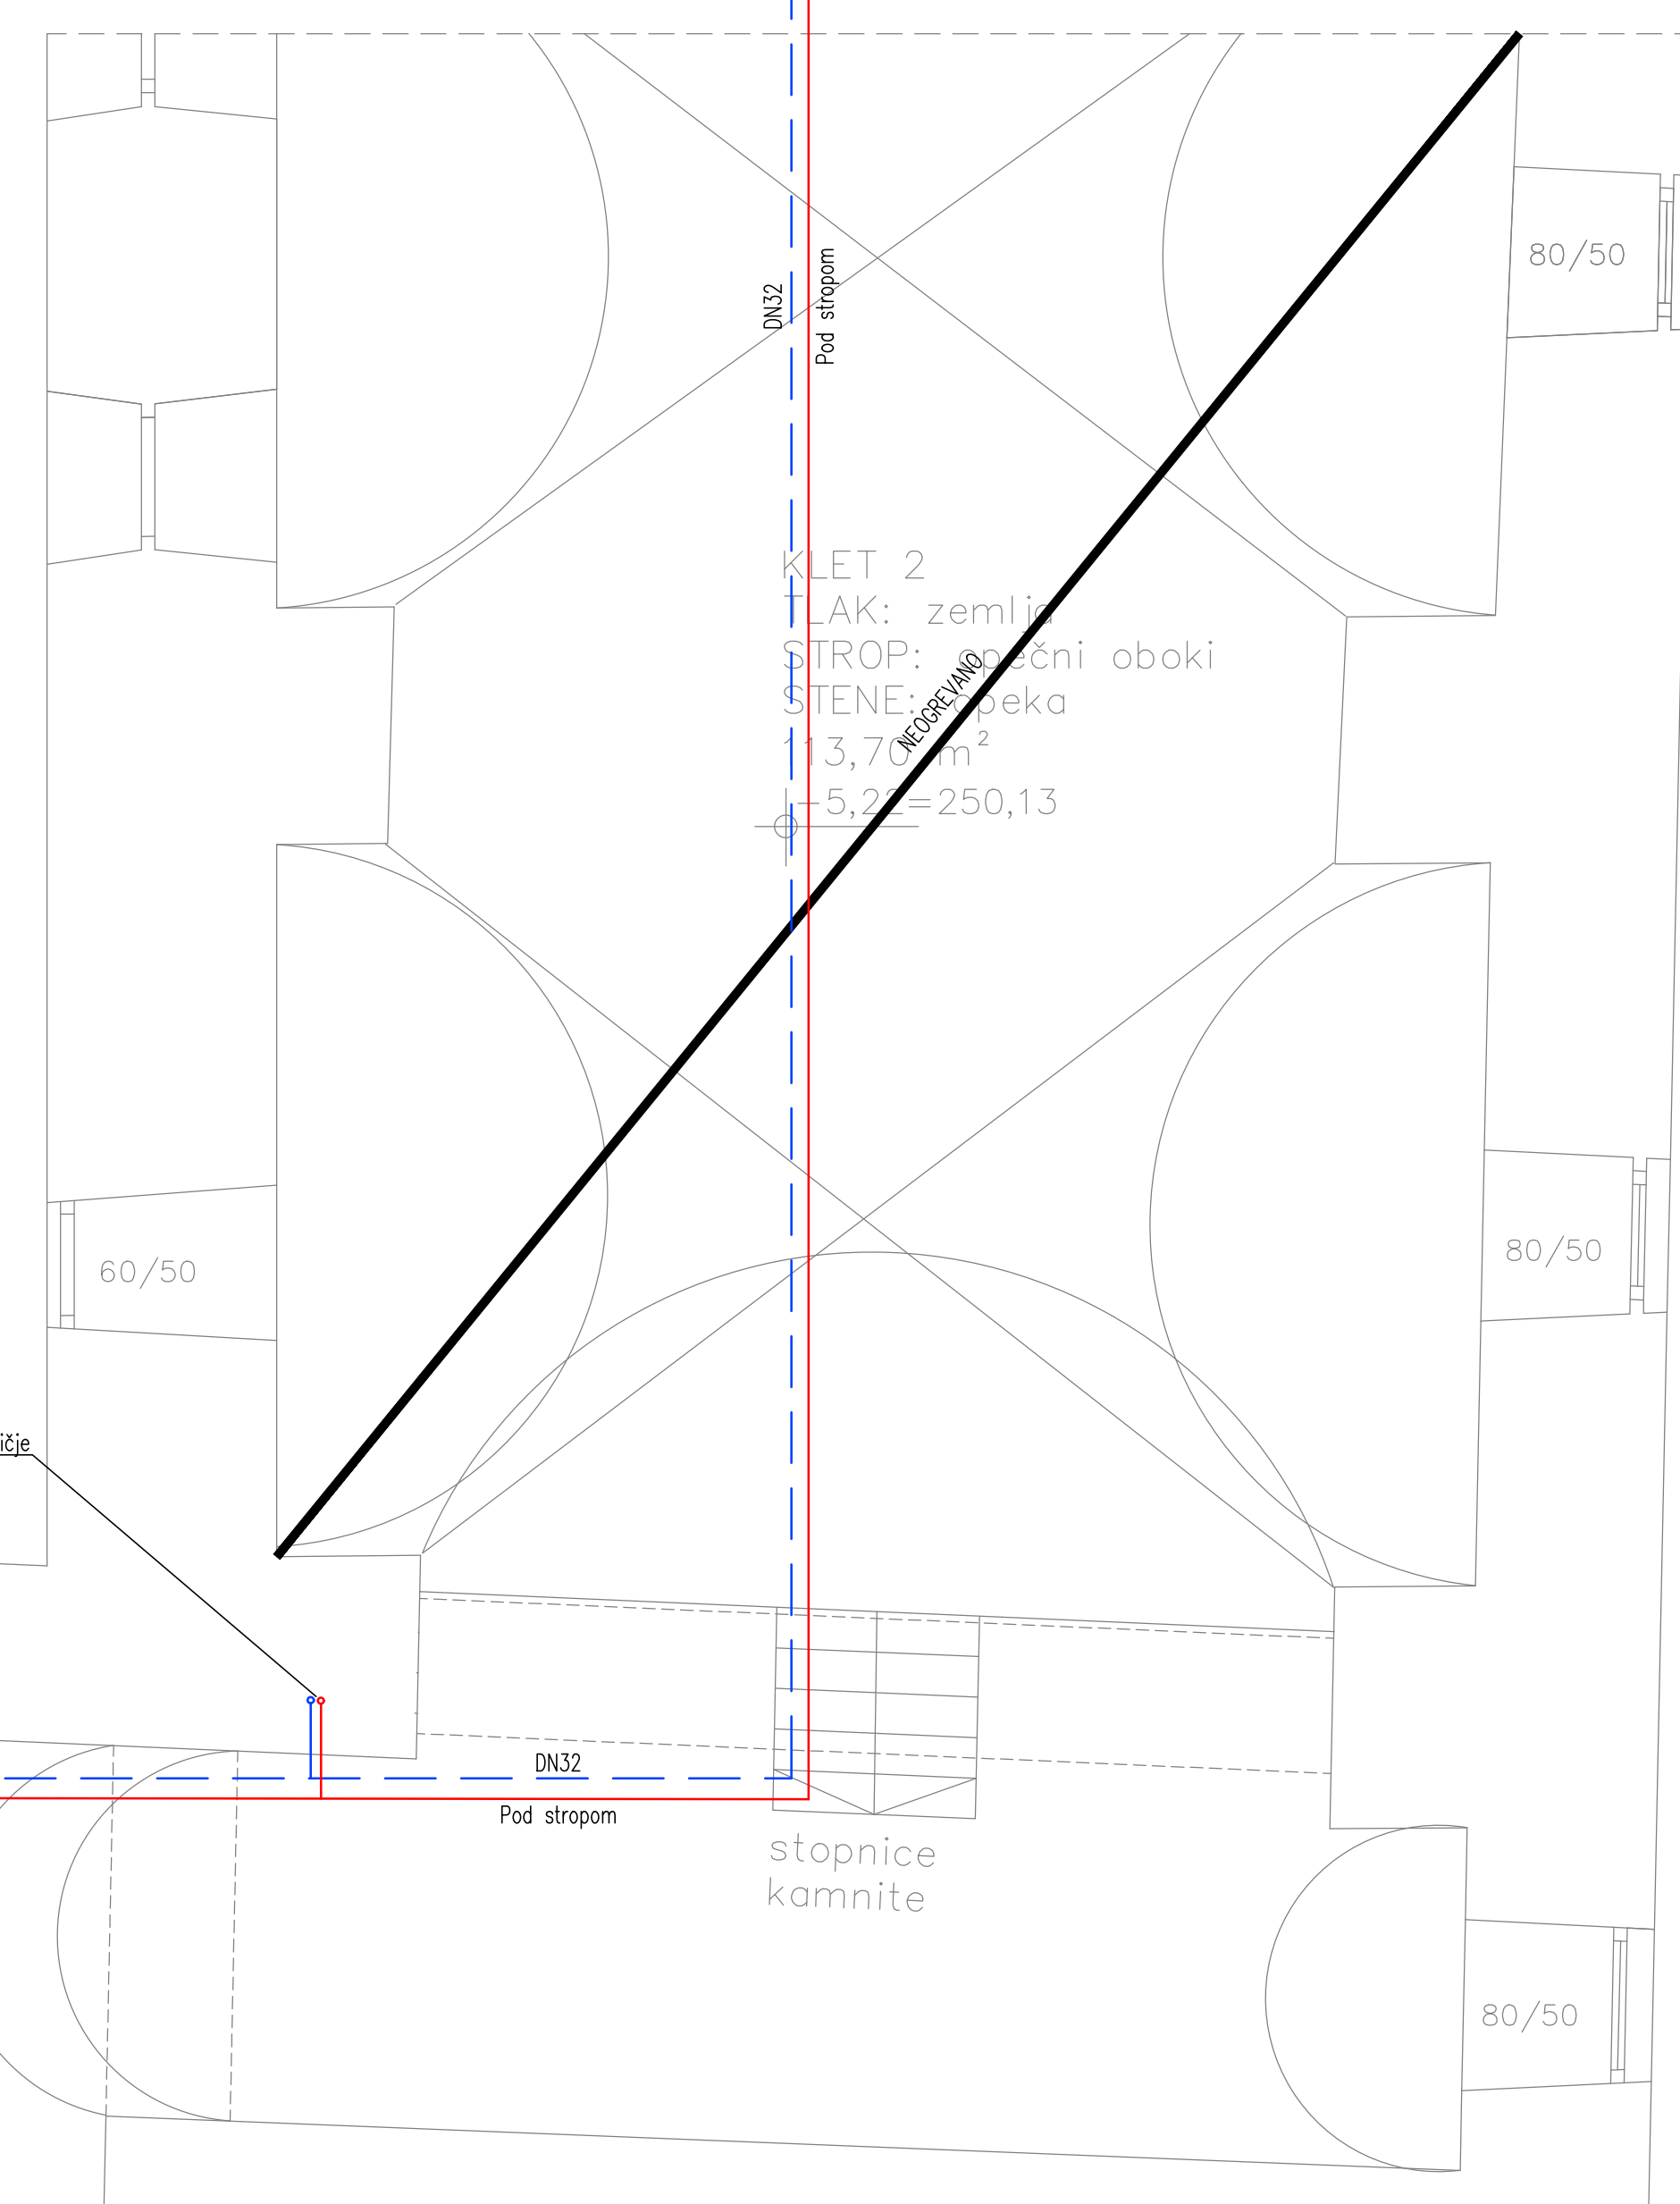 80/50
DN32
Pod stropom
KLET 2
TLAK: zemlja
STROP: opečni oboki
STENE: opeka
113,70 m²
-5,22=250,13
NEOGREVANO
80/50
60/50
ičje
DN32
Pod stropom
stopnice
kamnite
80/50